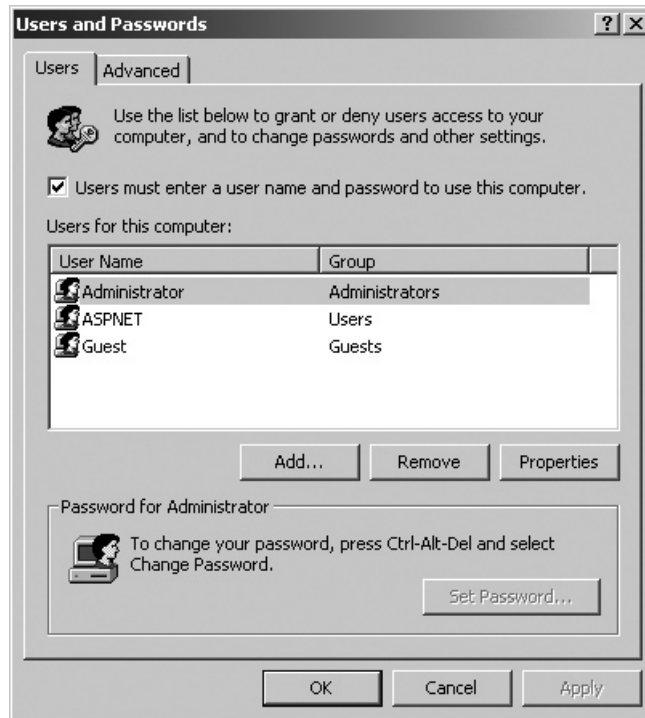 Users and Passwords
Users
Advanced
Use the list below to grant or deny users access to your
computer, and to change passwords and other settings.
Users must enter a user name and password to use this computer.
Users for this computer:
User Name Group
Administrator Administrators
ASPNET Users
Guest Guests
Add... Remove Properties
Password for Administrator
To change your password, press Ctrl-Alt-Del and select
Change Password.
Set Password...
OK Cancel Apply